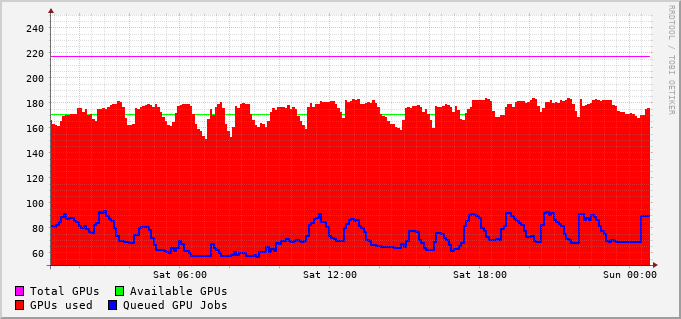 240
220
200
180
160
140
120
100
80
60
Sat 06:00 Sat 12:00 Sat 18:00 Sun 00:00
Total GPUs Available GPUs
GPUs used Queued GPU Jobs
RRDTOOL / TOBI OETIKER